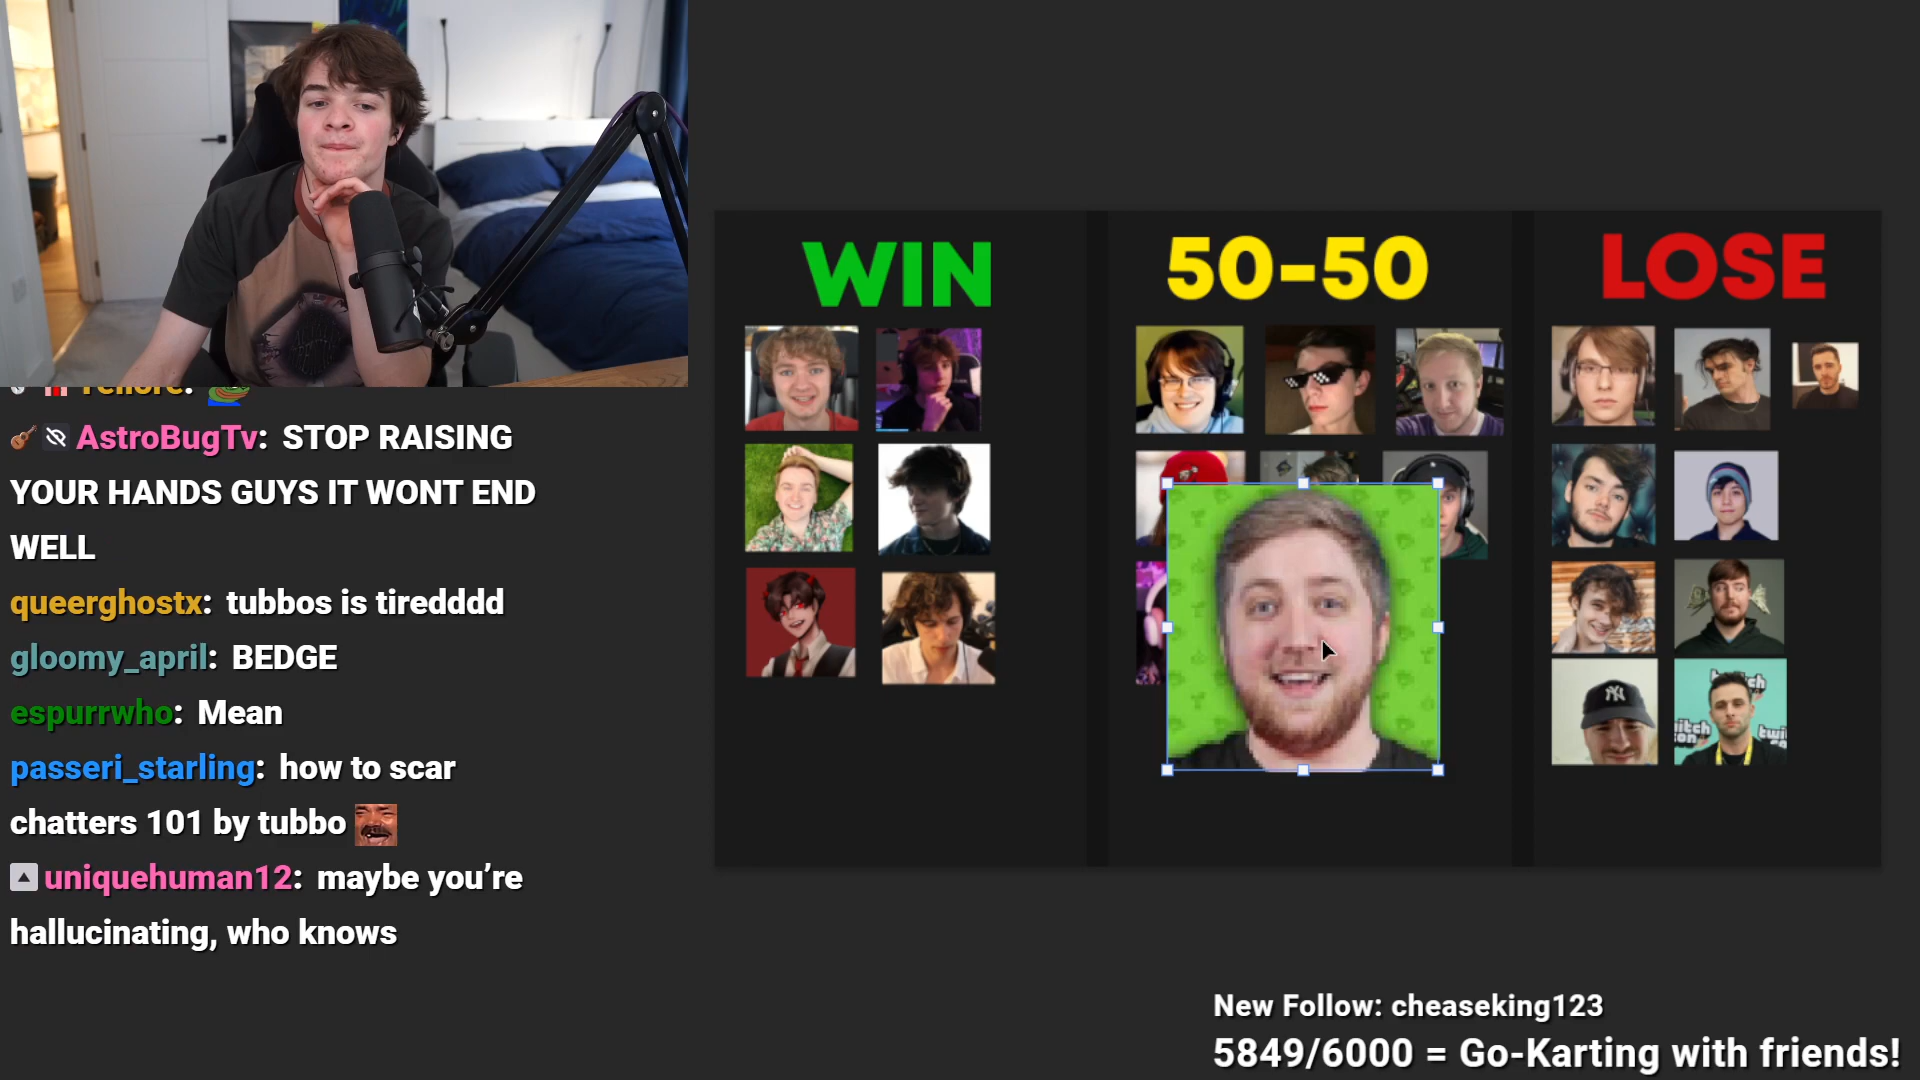 WIN
50-50
LOSE
AstroBugTv: STOP RAISING
YOUR HANDS GUYS IT WONT END
WELL
queerghostx: tubbos is tiredddd
gloomy_april: BEDGE
espurrwho: Mean
passeri_starling: how to scar
chatters 101 by tubbo
uniquehuman12: maybe you’re
hallucinating, who knows
New Follow: cheaseking123
5849/6000 = Go-Karting with friends!